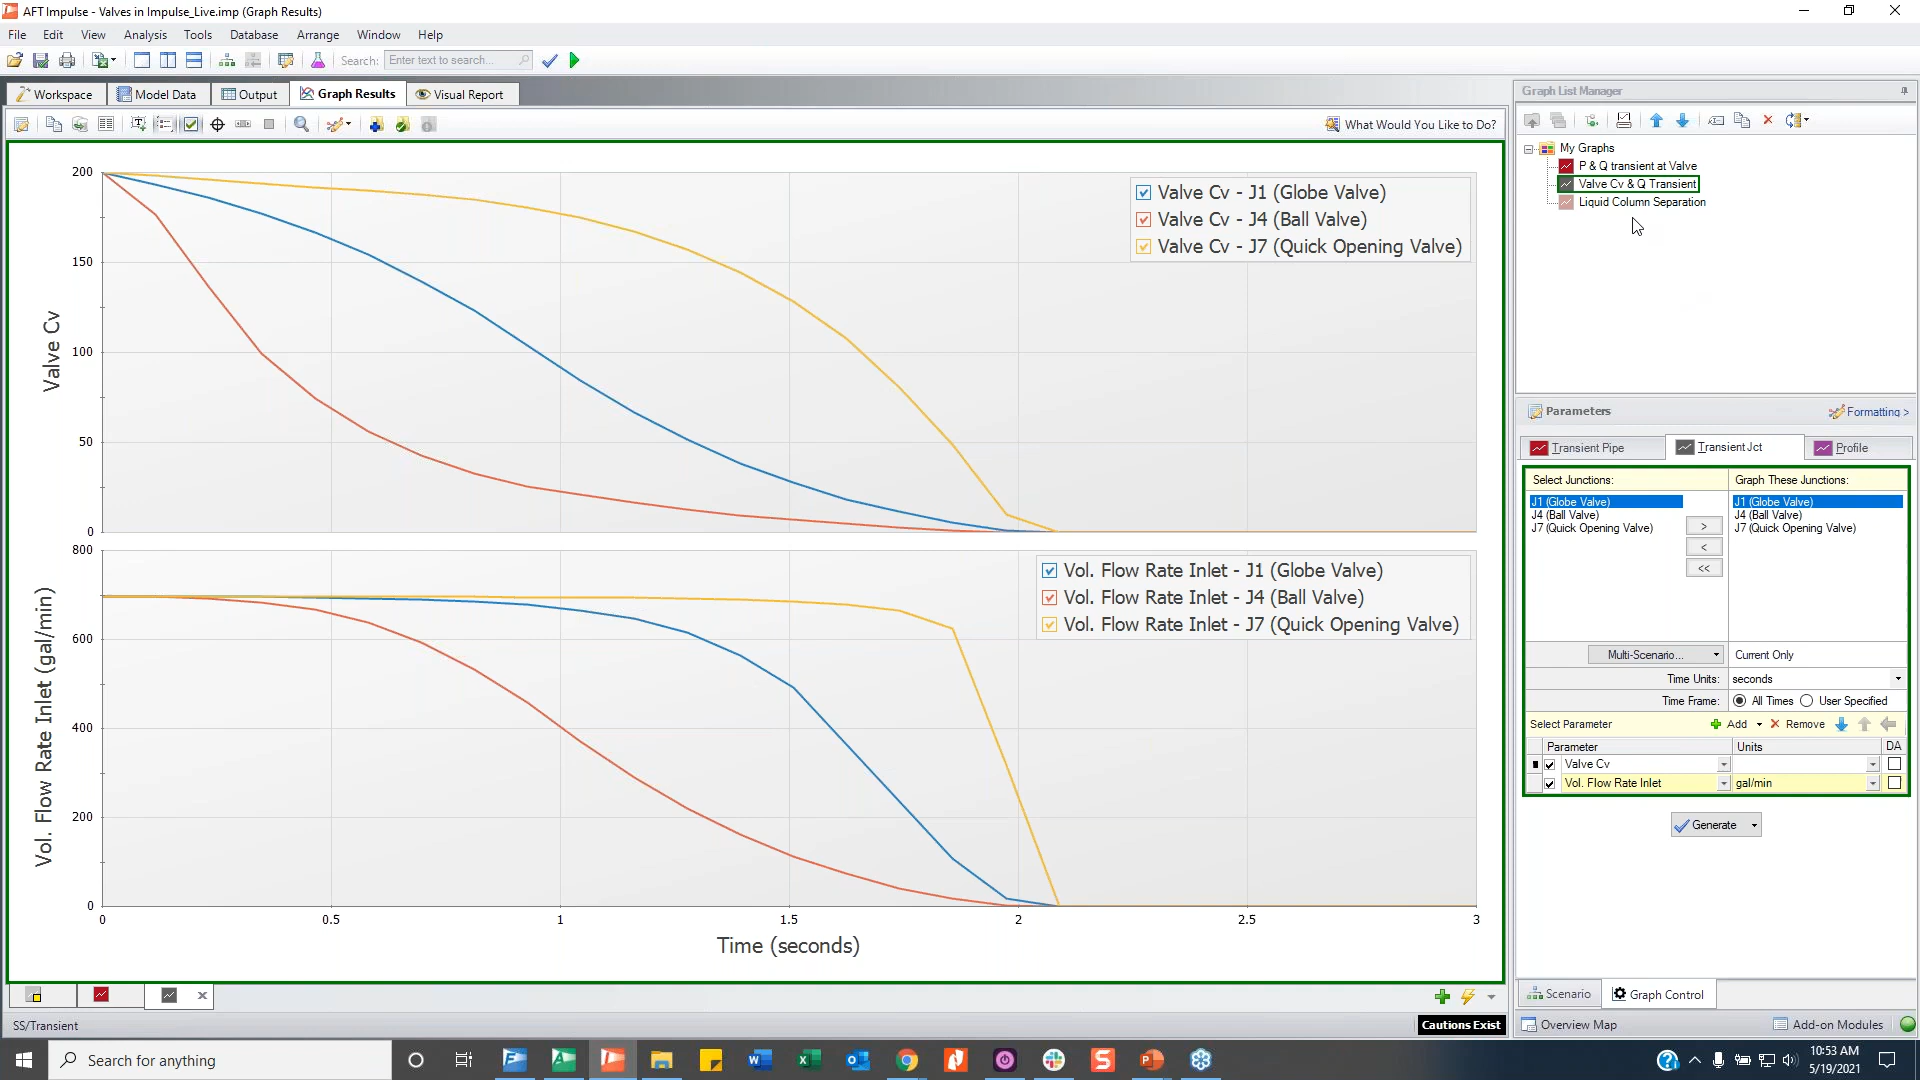 AFT Impulse - Valves in Impulse_Live.imp (Graph Results)
File Edit View Analysis Tools Database Arrange Window Help
Search: Enter text to search...
Workspace Model Data Output Graph Results Visual Report
What Would You Like to Do?
200
150
100
50
0
Valve Cv
Valve Cv - J1 (Globe Valve)
Valve Cv - J4 (Ball Valve)
Valve Cv - J7 (Quick Opening Valve)
800
600
400
200
0
Vol. Flow Rate Inlet (gal/min)
Vol. Flow Rate Inlet - J1 (Globe Valve)
Vol. Flow Rate Inlet - J4 (Ball Valve)
Vol. Flow Rate Inlet - J7 (Quick Opening Valve)
0 0.5 1 1.5 2 2.5 3
Time (seconds)
Graph List Manager
My Graphs
P & Q transient at Valve
Valve Cv & Q Transient
Liquid Column Separation
Parameters Formatting >
Transient Pipe Transient Jct Profile
Select Junctions: Graph These Junctions:
J1 (Globe Valve) J1 (Globe Valve)
J4 (Ball Valve) > J4 (Ball Valve)
J7 (Quick Opening Valve) < J7 (Quick Opening Valve)
<<
Multi-Scenario... Current Only
Time Units: seconds
Time Frame: All Times User Specified
Select Parameter Add Remove
Parameter Units DA
Valve Cv
Vol. Flow Rate Inlet gal/min
Generate
Scenario Graph Control
SS/Transient Cautions Exist Overview Map Add-on Modules
Search for anything
10:53 AM
5/19/2021